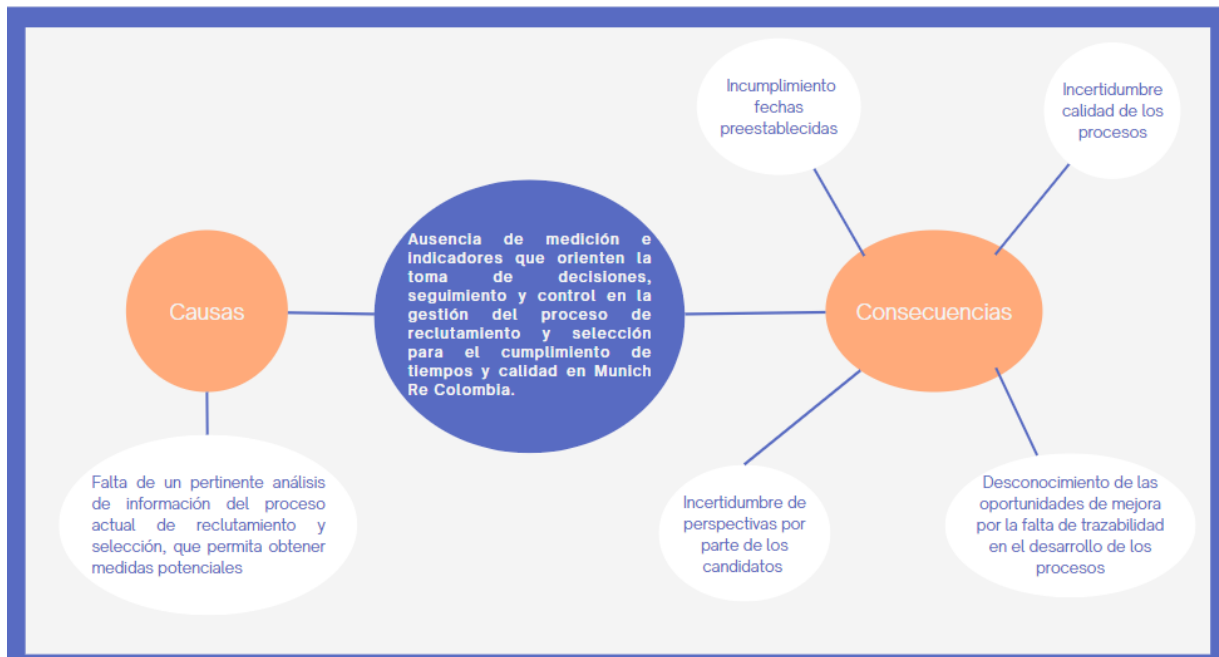 Incumplimiento
fechas
preestablecidas
Incertidumbre
calidad de los
procesos
Ausencia de medición e
indicadores que orienten la
toma de decisiones,
seguimiento y control en la
gestión del proceso de
reclutamiento y selección
para el cumplimiento de
tiempos y calidad en Munich
Re Colombia.
Causas
Consecuencias
Falta de un pertinente análisis
de información del proceso
actual de reclutamiento y
selección, que permita obtener
medidas potenciales
Incertidumbre de
perspectivas por
parte de los
candidatos
Desconocimiento de las
oportunidades de mejora
por la falta de trazabilidad
en el desarrollo de los
procesos